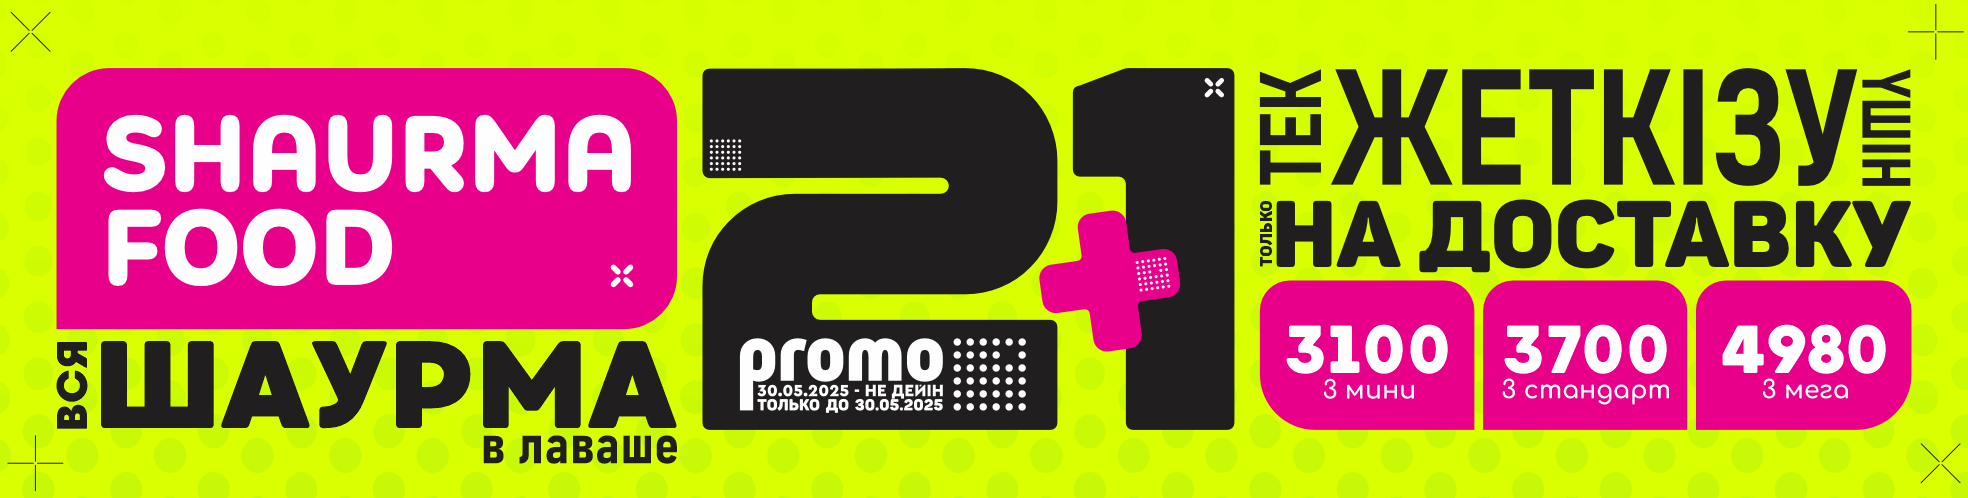 SHAURMA
FOOD
ВСЯ
ШАУРМА
в лаваше
2+1
promo
30.05.2025 - НЕ ДЕЙІН
ТОЛЬКО ДО 30.05.2025
ТЕК
ЖЕТКІЗУ
ҮШІН
ТОЛЬКО
НА ДОСТАВКУ
3100
3 мини
3700
3 стандарт
4980
3 мега